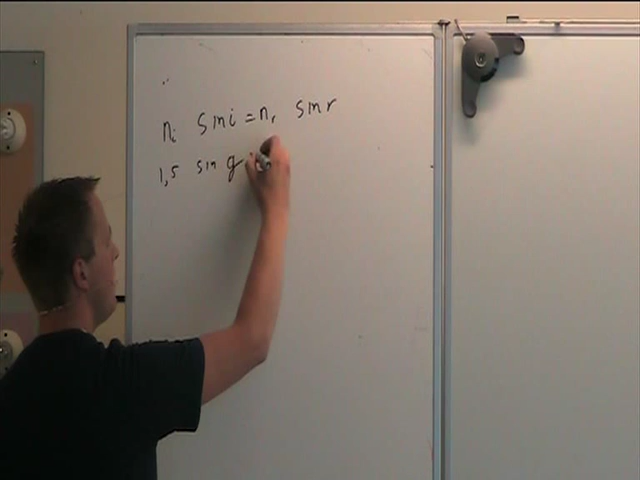 ni sin i = nr sin r
1,5 sin g